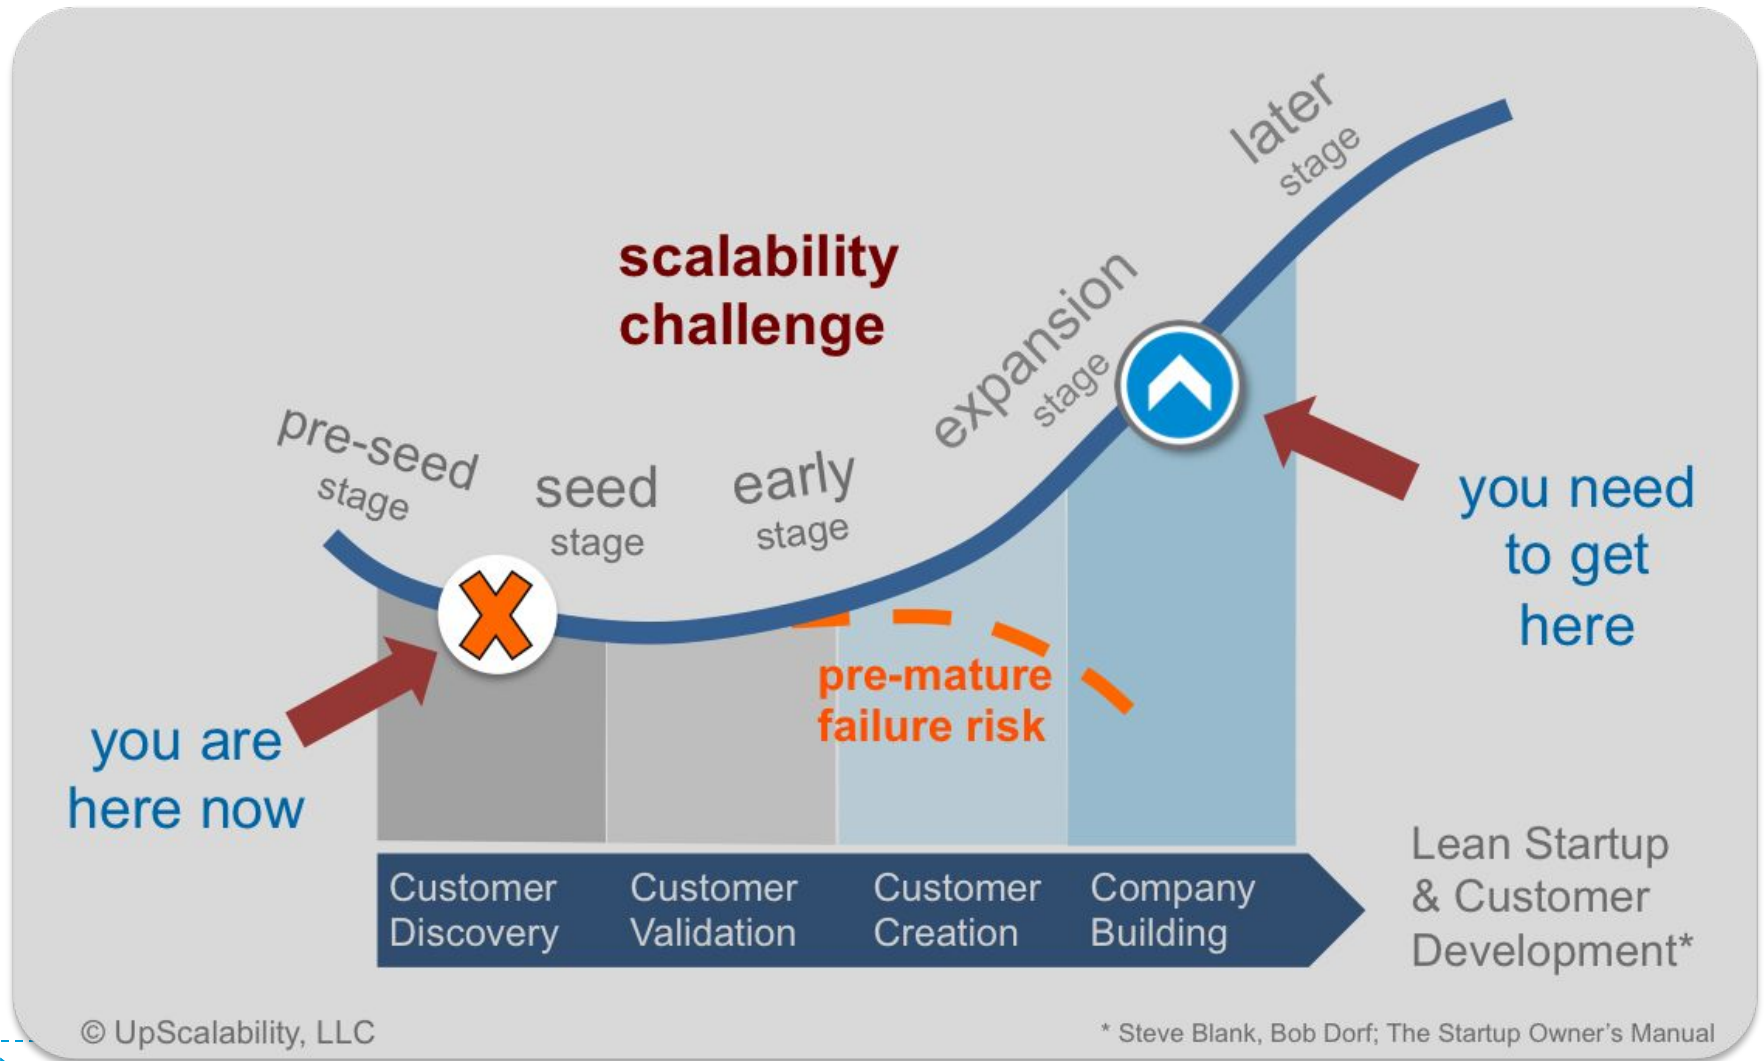 later
stage
scalability
challenge
expansion
stage
pre-seed
stage
seed
stage
early
stage
you need
to get
here
pre-mature
failure risk
you are
here now
Customer
Discovery
Customer
Validation
Customer
Creation
Company
Building
Lean Startup
& Customer
Development*
© UpScalability, LLC
* Steve Blank, Bob Dorf; The Startup Owner's Manual